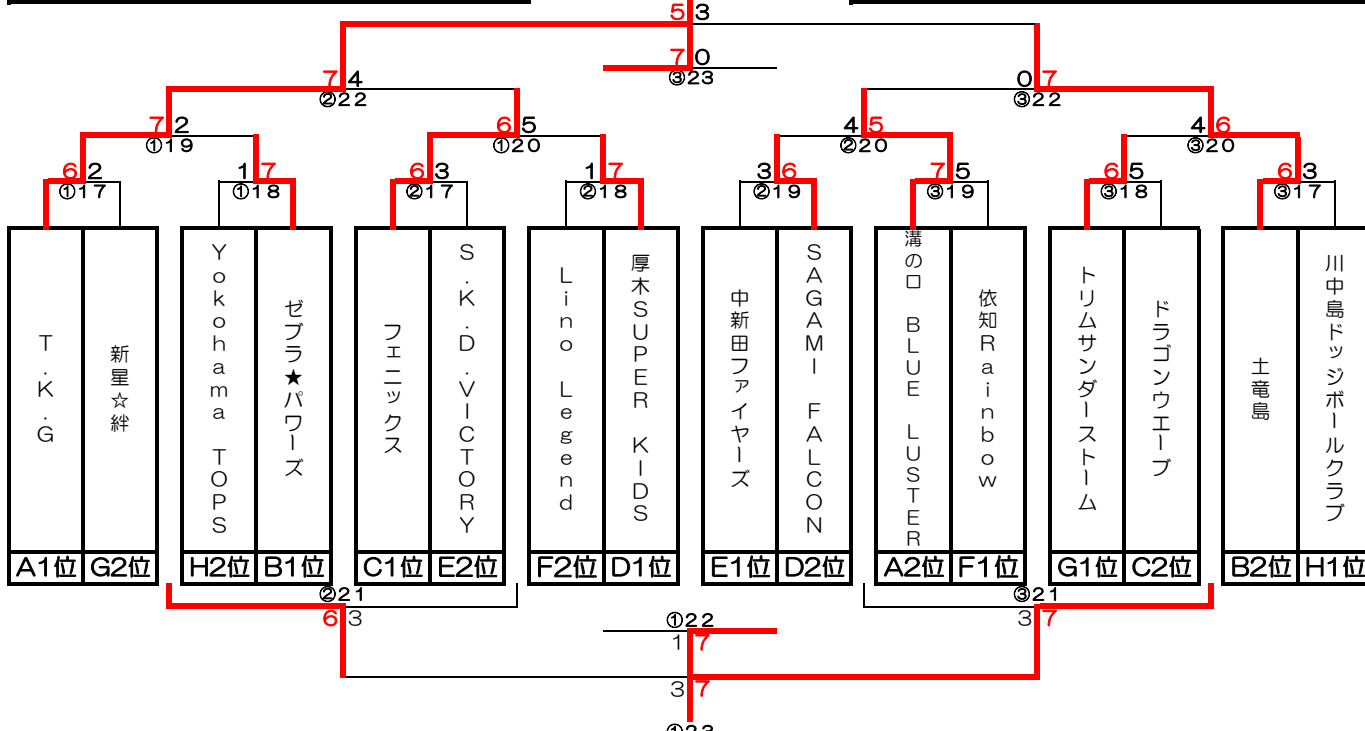 5 3
7 0
③23
7 4
②22
0 7
③22
7 2
①19
6 5
①20
4 5
②20
4 6
③20
6 2
①17
1 7
①18
6 3
②17
1 7
②18
3 6
②19
7 5
③19
6 5
③18
6 3
③17
T.K.G
新星☆絆
Yokohama TOPS
ゼブラ★パワーズ
フェニックス
S.K.D.VICTORY
Lino Legend
厚木SUPER KIDS
中新田ファイヤーズ
SAGAMI FALCON
溝の口 BLUE LUSTER
依知Rainbow
トリムサンダーストーム
ドラゴンウエーブ
土竜島
川中島ドッジボールクラブ
A1位 G2位 H2位 B1位 C1位 E2位 F2位 D1位 E1位 D2位 A2位 F1位 G1位 C2位 B2位 H1位
②21
6 3
③21
3 7
①22
1 7
3 7
①23